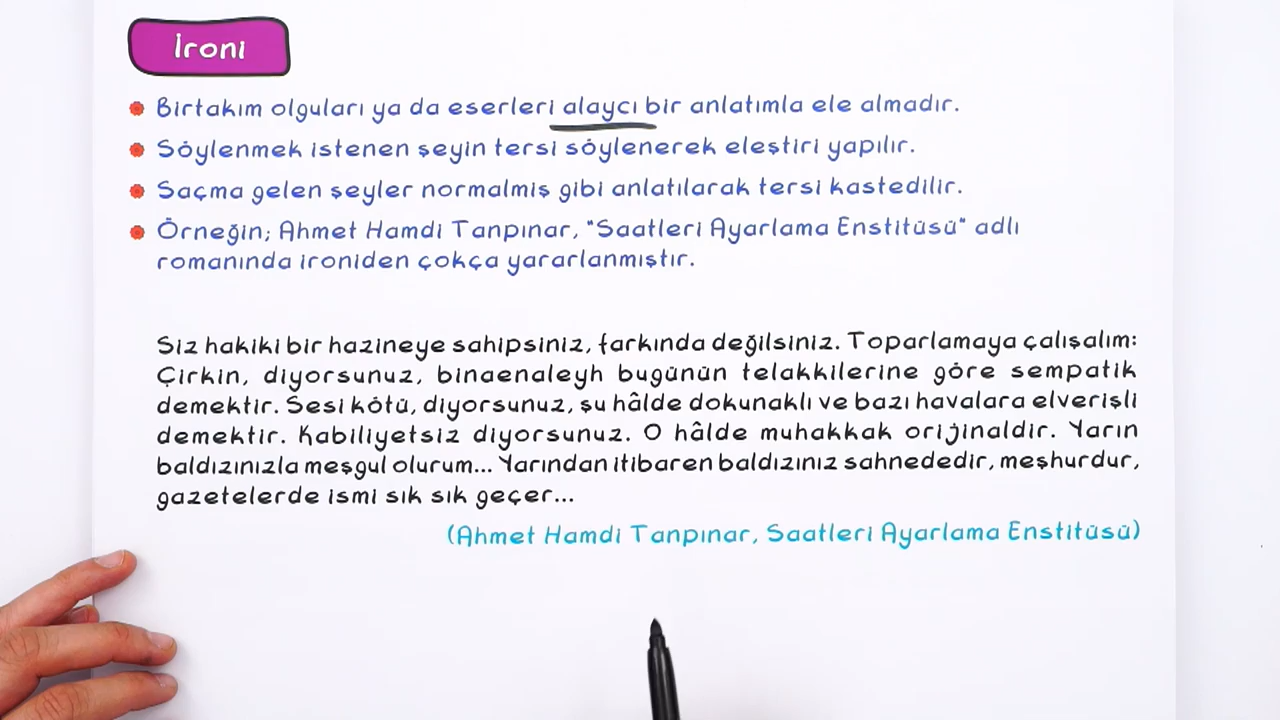 İroni
Birtakım olguları ya da eserleri alaycı bir anlatımla ele almadır.
Söylenmek istenen şeyin tersi söylenerek eleştiri yapılır.
Saçma gelen şeyler normalmiş gibi anlatılarak tersi kastedilir.
Örneğin; Ahmet Hamdi Tanpınar, "Saatleri Ayarlama Enstitüsü" adlı
romanında ironiden çokça yararlanmıştır.
Siz hakiki bir hazineye sahipsiniz, farkında değilsiniz. Toparlamaya çalışalım:
Çirkin, diyorsunuz, binaenaleyh bugünün telakkilerine göre sempatik
demektir. Sesi kötü, diyorsunuz, şu hâlde dokunaklı ve bazı havalara elverişli
demektir. Kabiliyetsiz diyorsunuz. O hâlde muhakkak orijinaldir. Yarın
baldızınızla meşgul olurum... Yarından itibaren baldızınız sahnededir, meşhurdur,
gazetelerde ismi sık sık geçer...
(Ahmet Hamdi Tanpınar, Saatleri Ayarlama Enstitüsü)